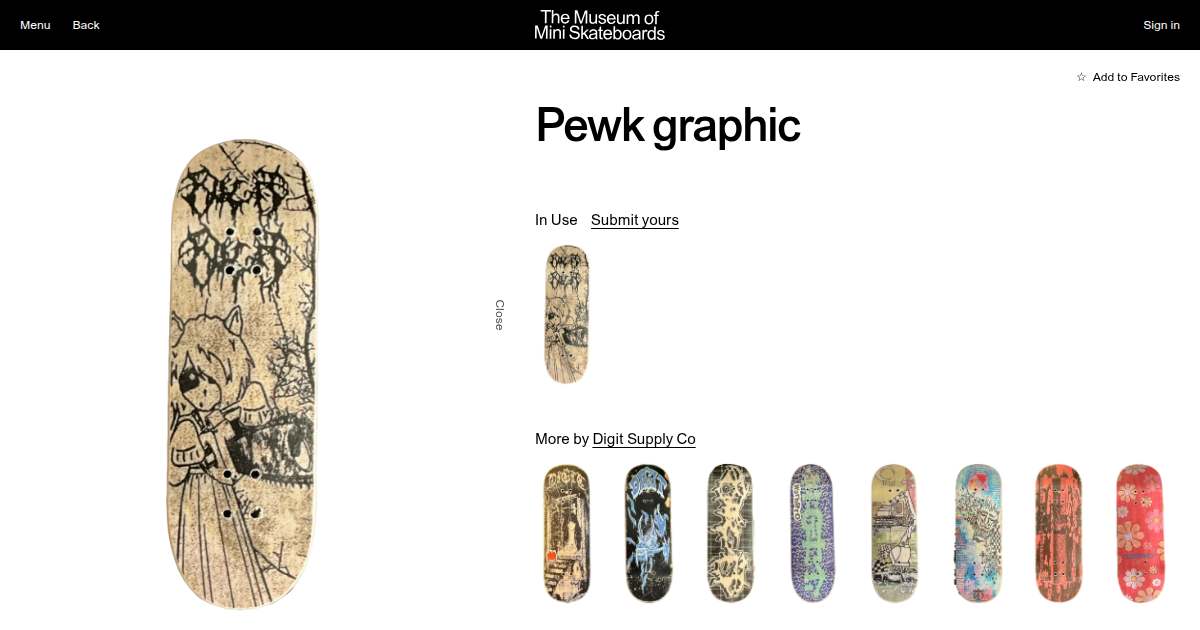 Menu
Back
The Museum of
Mini Skateboards
Sign in
☆ Add to Favorites
Pewk graphic
In Use
Submit yours
Close
More by Digit Supply Co
DIGIT